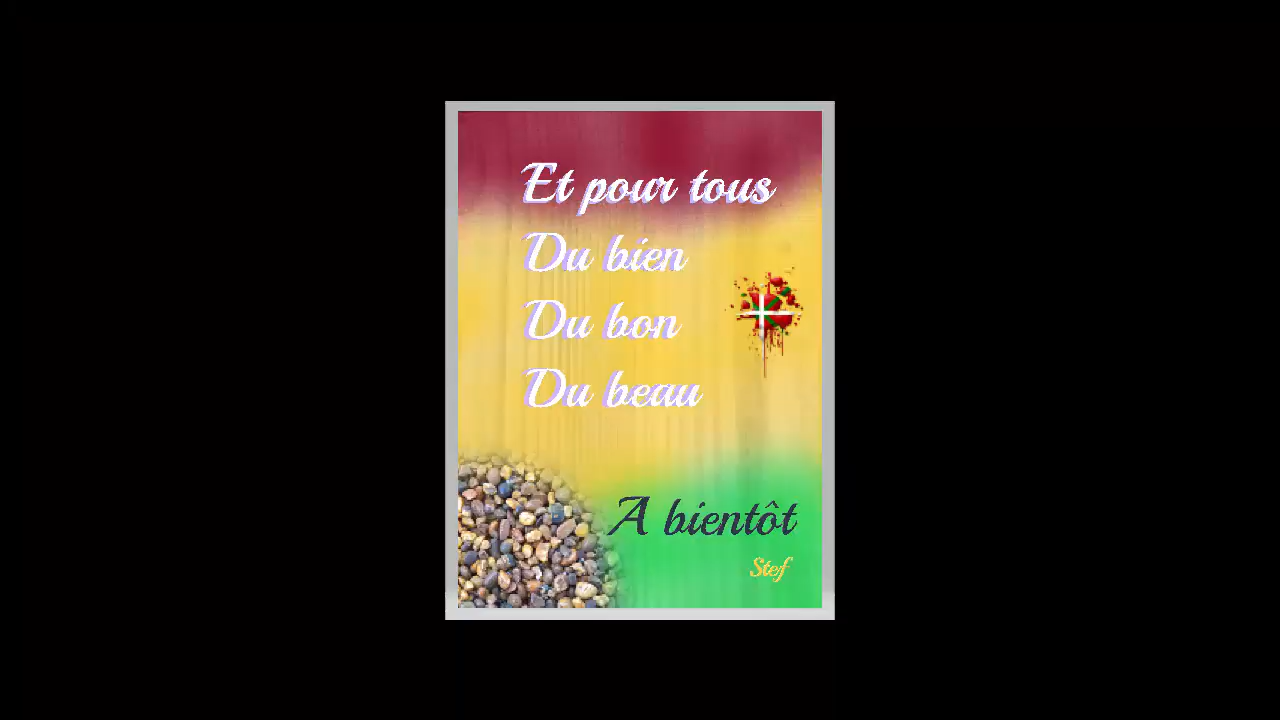 Et pour tous
Du bien
Du bon
Du beau
A bientôt
Stef